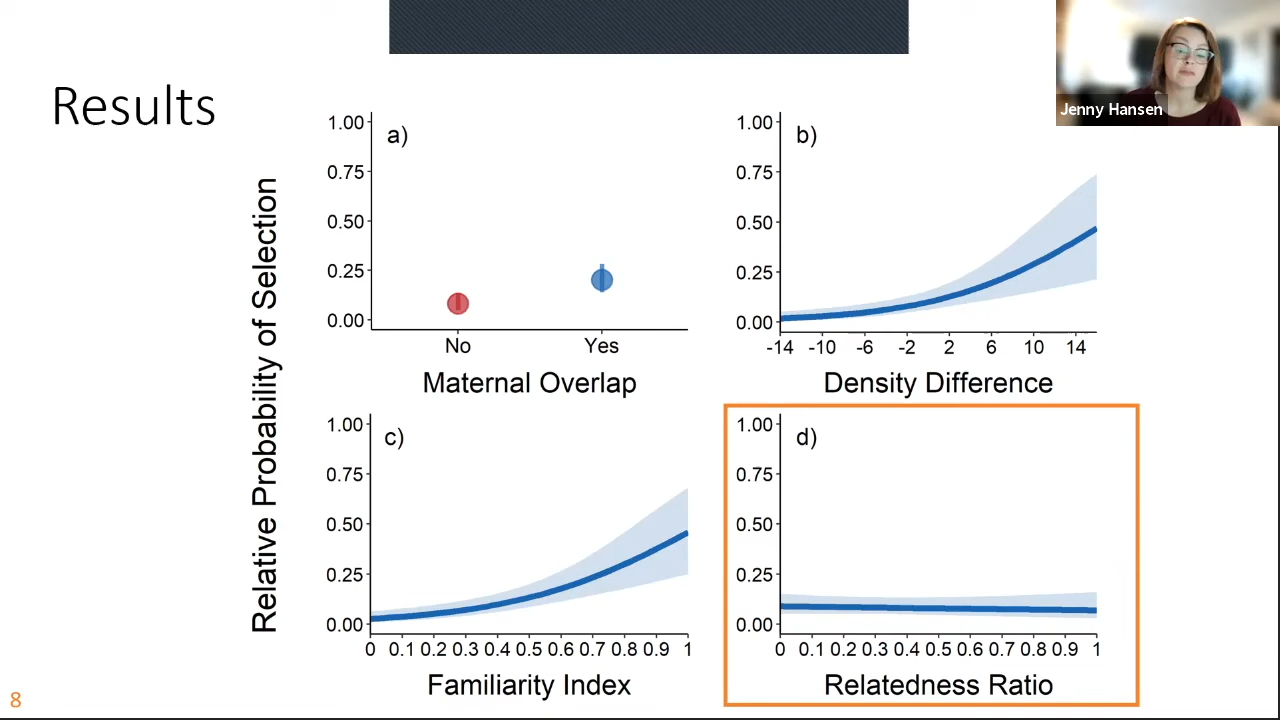 Jenny Hansen
Results
Relative Probability of Selection
a)
1.00
0.75
0.50
0.25
0.00
No Yes
Maternal Overlap
b)
1.00
0.75
0.50
0.25
0.00
-14 -10 -6 -2 2 6 10 14
Density Difference
c)
1.00
0.75
0.50
0.25
0.00
0 0.1 0.2 0.3 0.4 0.5 0.6 0.7 0.8 0.9 1
Familiarity Index
d)
1.00
0.75
0.50
0.25
0.00
0 0.1 0.2 0.3 0.4 0.5 0.6 0.7 0.8 0.9 1
Relatedness Ratio
8